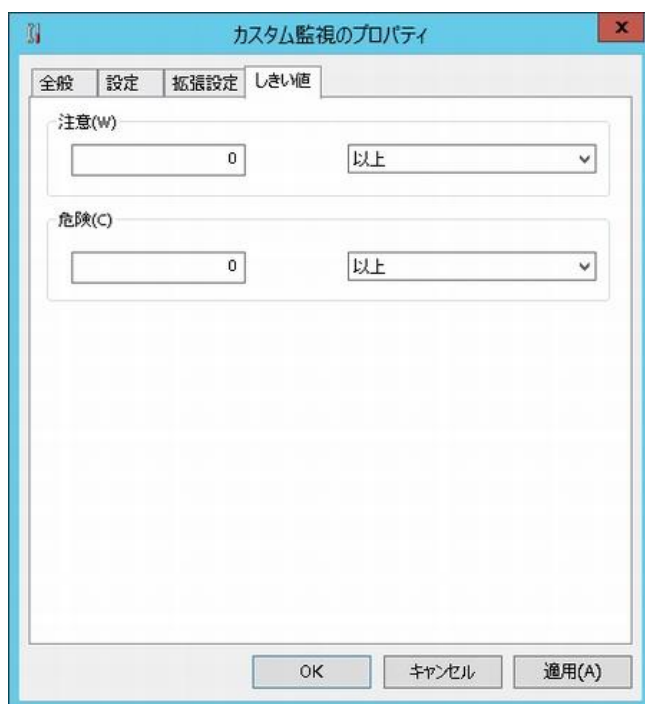 カスタム監視のプロパティ
x
全般 設定 拡張設定 しきい値
注意(W)
0 以上
危険(C)
0 以上
OK キャンセル 適用(A)